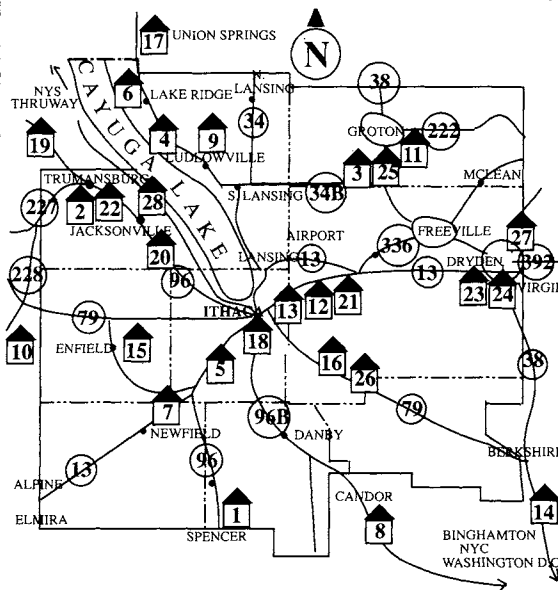 17 UNION SPRINGS
N
CAYUGA LAKE
6
LAKE RIDGE
N. LANSING
38
NYS THRUWAY
34
GROTON
222
19
4
9
LUDLOWVILLE
11
3
25
MCLEAN
TRUMANSBURG
28
S. LANSING
34B
227
2
22
JACKSONVILLE
AIRPORT
336
FREEVILLE
27
20
LANSING
13
13
DRYDEN
392
228
96
23
24
VIRGIL
79
ITHACA
13
12
21
10
ENFIELD
15
18
5
16
26
38
7
96B
79
NEWFIELD
DANBY
96
BERKSHIRE
13
ALPINE
ELMIRA
1
SPENCER
CANDOR
8
14
BINGHAMTON
NYC
WASHINGTON D.C.